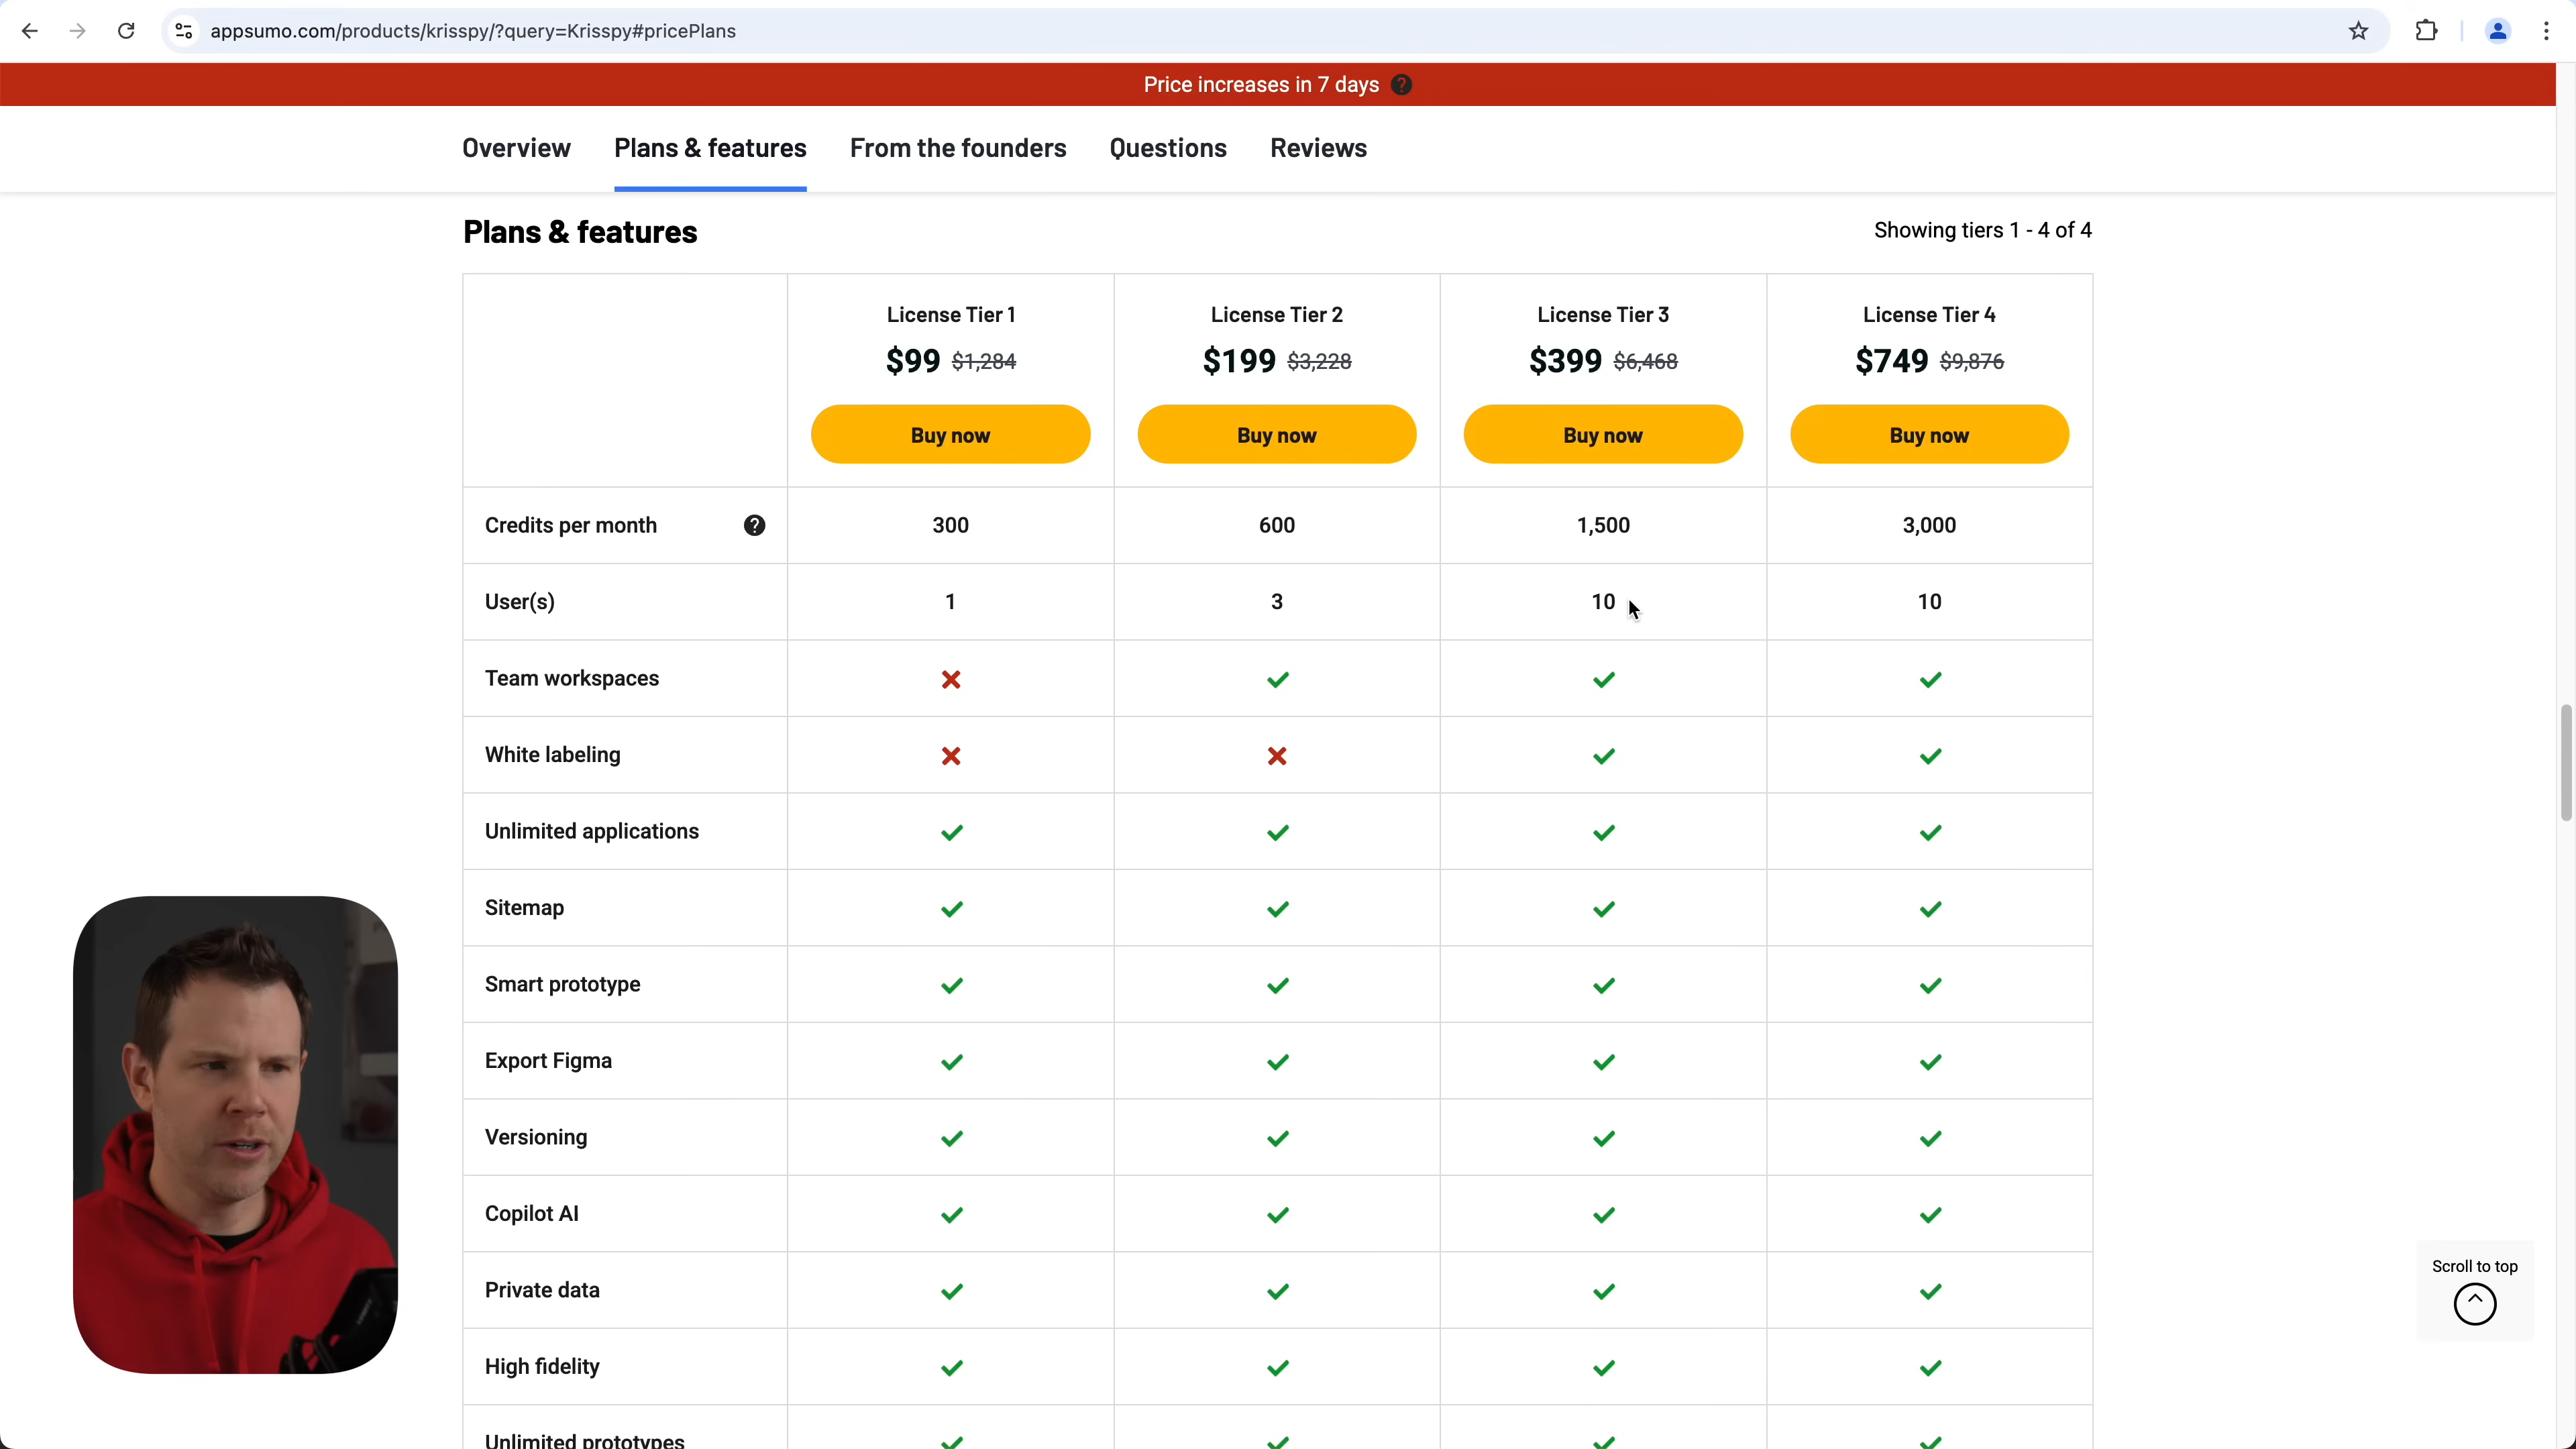 appsumo.com/products/krisspy/?query=Krisspy#pricePlans
Price increases in 7 days ?
Overview Plans & features From the founders Questions Reviews
Plans & features
Showing tiers 1 - 4 of 4
License Tier 1 License Tier 2 License Tier 3 License Tier 4
$99 $1,284 $199 $3,228 $399 $6,468 $749 $9,876
Buy now Buy now Buy now Buy now
Credits per month ? 300 600 1,500 3,000
User(s) 1 3 10 10
Team workspaces
White labeling
Unlimited applications
Sitemap
Smart prototype
Export Figma
Versioning
Copilot AI
Private data
High fidelity
Unlimited prototypes
Scroll to top